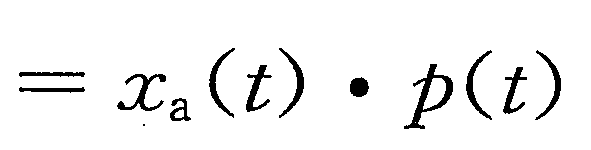 = xₐ(t) • p(t)